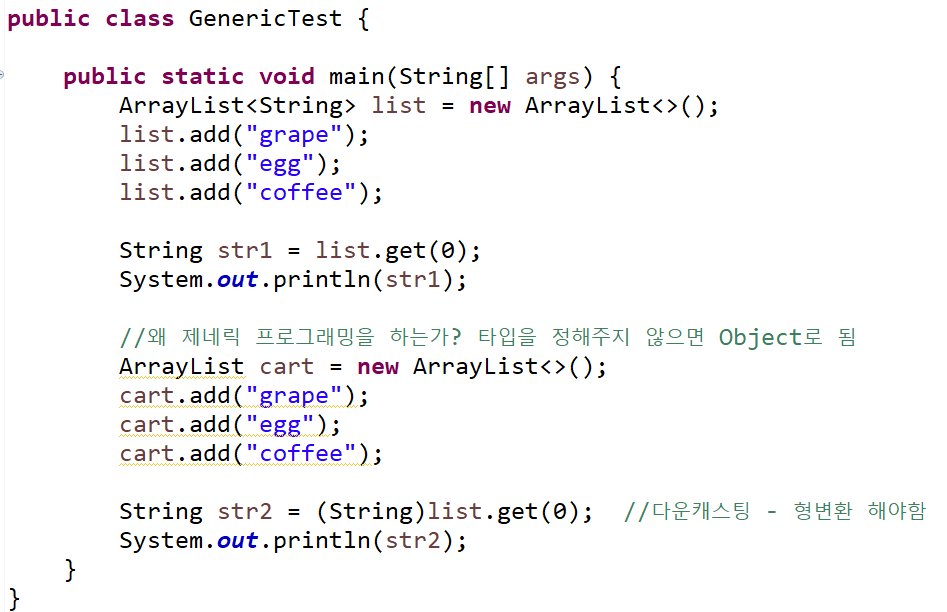 public class GenericTest {
public static void main(String[] args) {
ArrayList<String> list = new ArrayList<>();
list.add("grape");
list.add("egg");
list.add("coffee");
String str1 = list.get(0);
System.out.println(str1);
//왜 제네릭 프로그래밍을 하는가? 타입을 정해주지 않으면 Object로 됨
ArrayList cart = new ArrayList<>();
cart.add("grape");
cart.add("egg");
cart.add("coffee");
String str2 = (String)list.get(0);  //다운캐스팅 - 형변환 해야함
System.out.println(str2);
}
}